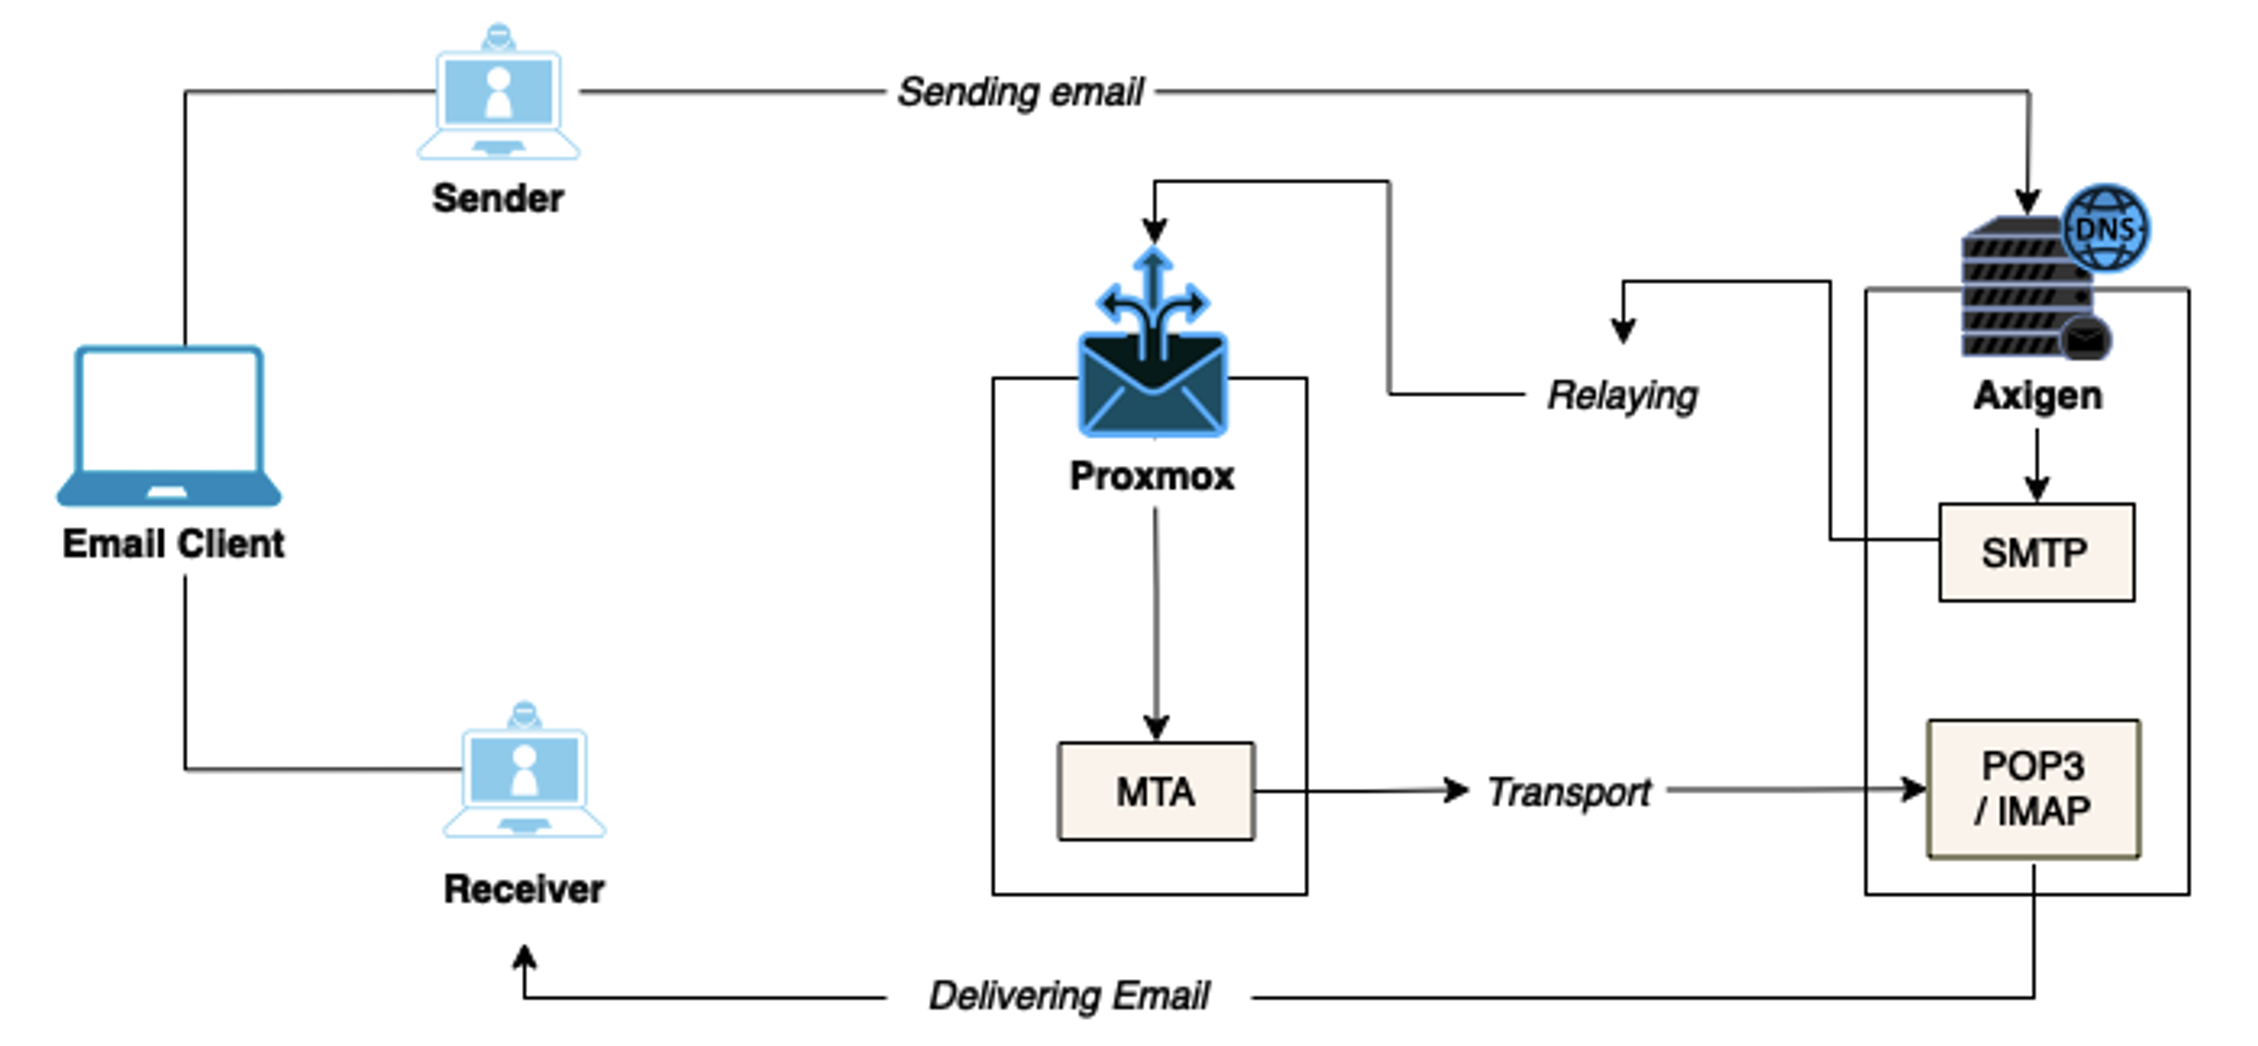 Sending email
Sender
DNS
Relaying
Axigen
Proxmox
Email Client
SMTP
POP3
/ IMAP
MTA
Transport
Receiver
Delivering Email